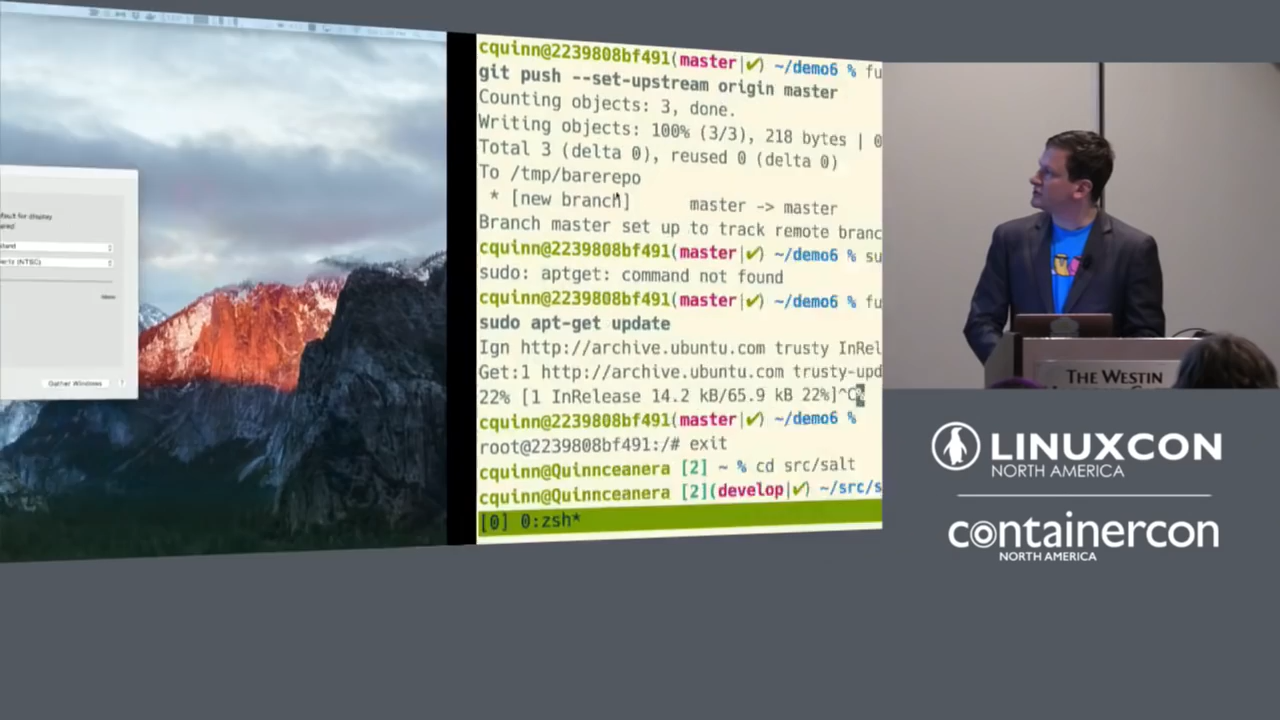 fault for display
Gather Windows
?
cquinn@2239808bf491(master|✔) ~/demo6 % fu
git push --set-upstream origin master
Counting objects: 3, done.
Writing objects: 100% (3/3), 218 bytes | 0
Total 3 (delta 0), reused 0 (delta 0)
To /tmp/barerepo
* [new branch] master -> master
Branch master set up to track remote branc
cquinn@2239808bf491(master|✔) ~/demo6 % su
sudo: aptget: command not found
cquinn@2239808bf491(master|✔) ~/demo6 % fu
sudo apt-get update
Ign http://archive.ubuntu.com trusty InRel
Get:1 http://archive.ubuntu.com trusty-upd
22% [1 InRelease 14.2 kB/65.9 kB 22%]^C%
cquinn@2239808bf491(master|✔) ~/demo6 %
root@2239808bf491:/# exit
cquinn@Quinnceanera [2] ~ % cd src/salt
cquinn@Quinnceanera [2](develop|✔) ~/src/s
[0] 0:zsh*
THE WESTIN
LINUXCON
NORTH AMERICA
containercon
NORTH AMERICA